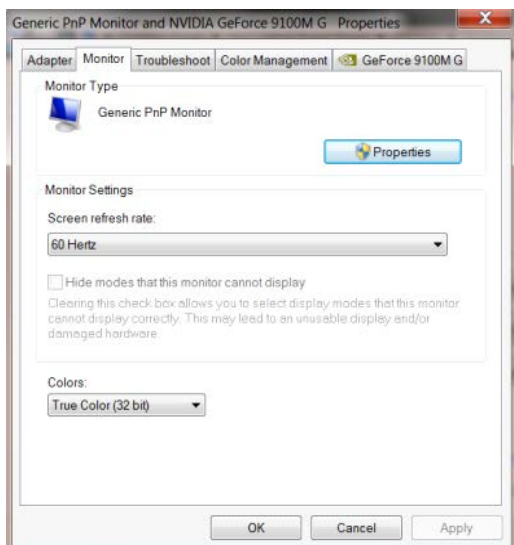 Generic PnP Monitor and NVIDIA GeForce 9100M G Properties
Adapter Monitor Troubleshoot Color Management GeForce 9100M G
Monitor Type
Generic PnP Monitor
Properties
Monitor Settings
Screen refresh rate:
60 Hertz
Hide modes that this monitor cannot display
Clearing this check box allows you to select display modes that this monitor
cannot display correctly. This may lead to an unusable display and/or
damaged hardware.
Colors:
True Color (32 bit)
OK Cancel Apply